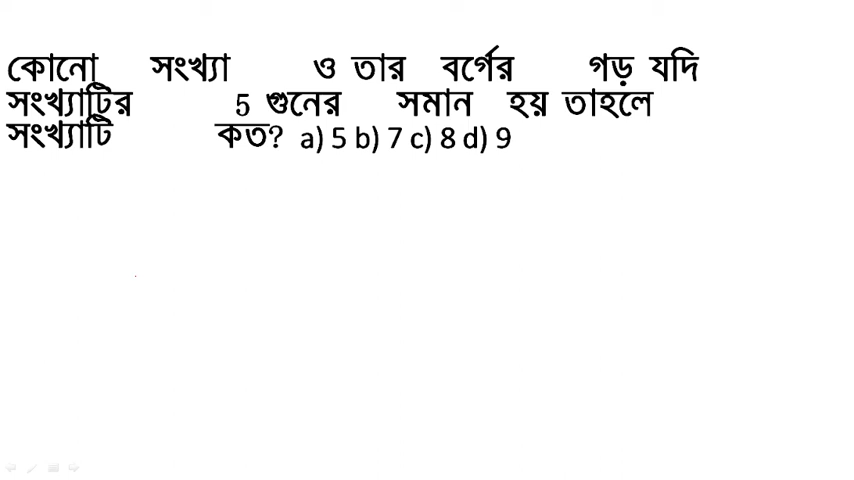 কোনো সংখ্যা ও তার বর্গের গড় যদি
সংখ্যাটির 5 গুনের সমান হয় তাহলে
সংখ্যাটি কত? a) 5 b) 7 c) 8 d) 9